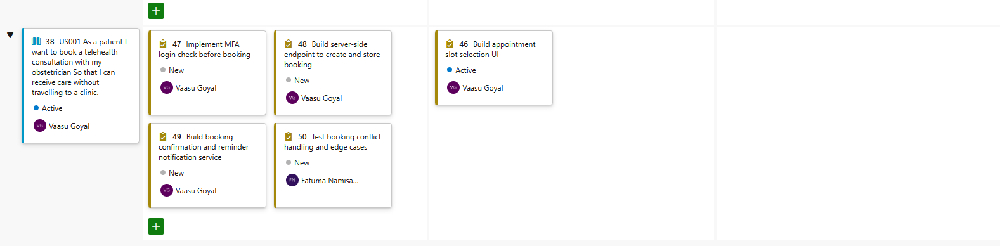 38 US001 As a patient I
want to book a telehealth
consultation with my
obstetrician So that I can
receive care without
travelling to a clinic.
Active
VG Vaasu Goyal
47 Implement MFA
login check before booking
New
VG Vaasu Goyal
48 Build server-side
endpoint to create and store
booking
New
VG Vaasu Goyal
49 Build booking
confirmation and reminder
notification service
New
VG Vaasu Goyal
50 Test booking conflict
handling and edge cases
New
FN Fatuma Namisa...
46 Build appointment
slot selection UI
Active
VG Vaasu Goyal